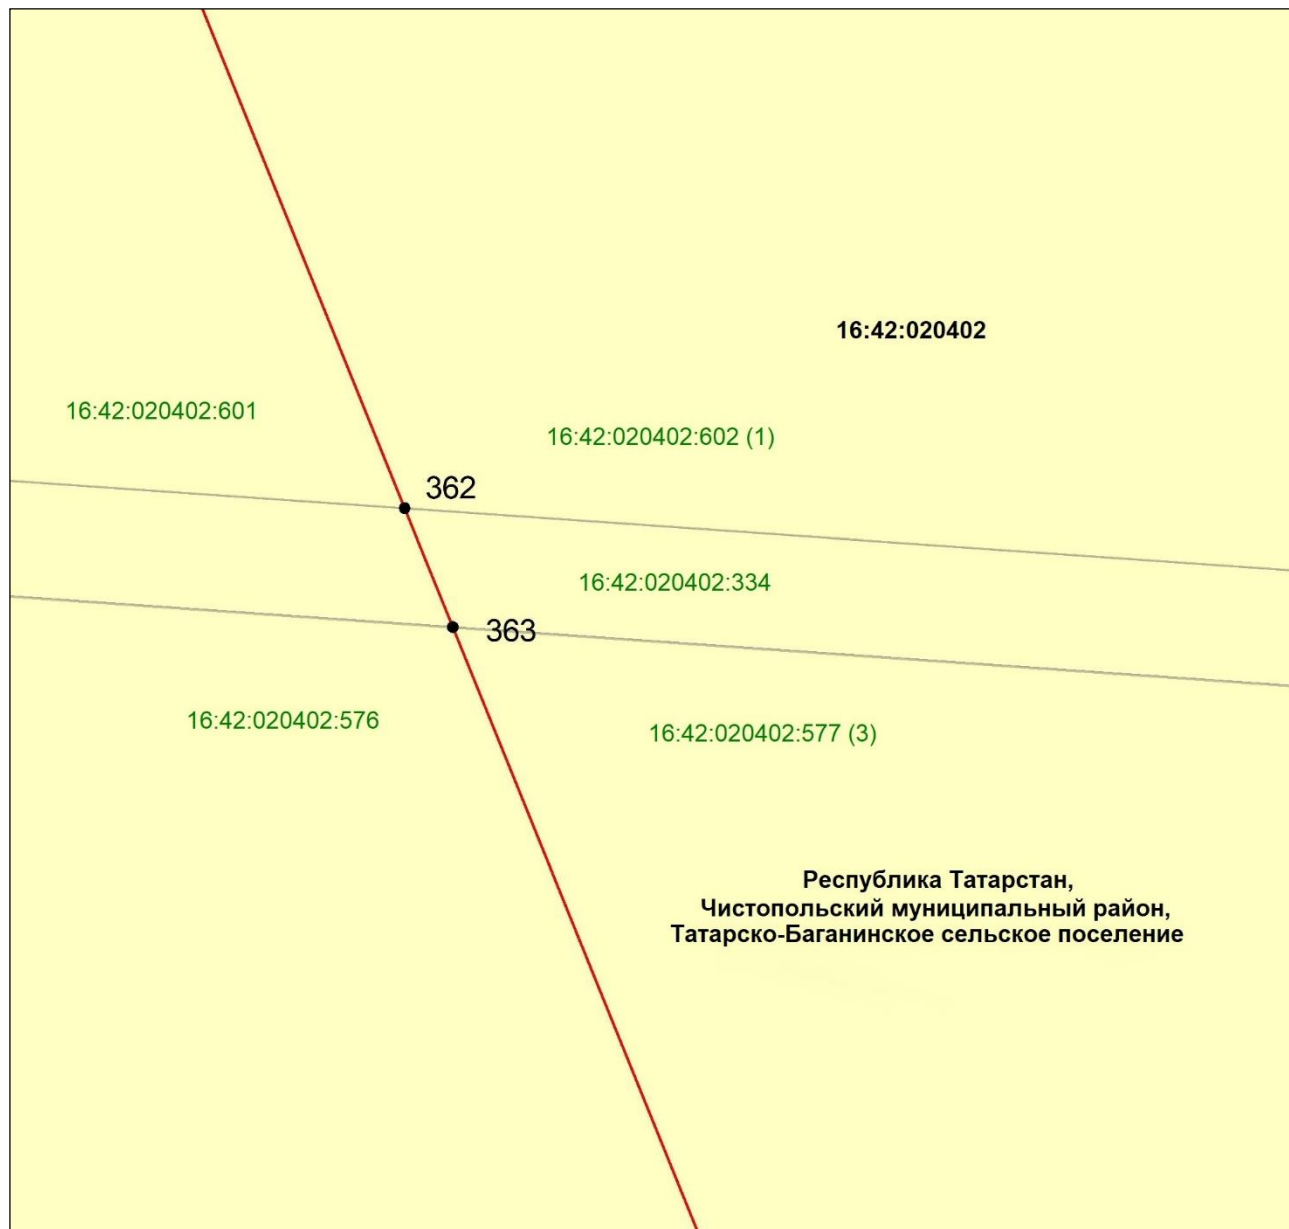 16:42:020402
16:42:020402:601
16:42:020402:602 (1)
362
16:42:020402:334
363
16:42:020402:576
16:42:020402:577 (3)
Республика Татарстан,
Чистопольский муниципальный район,
Татарско-Баганинское сельское поселение